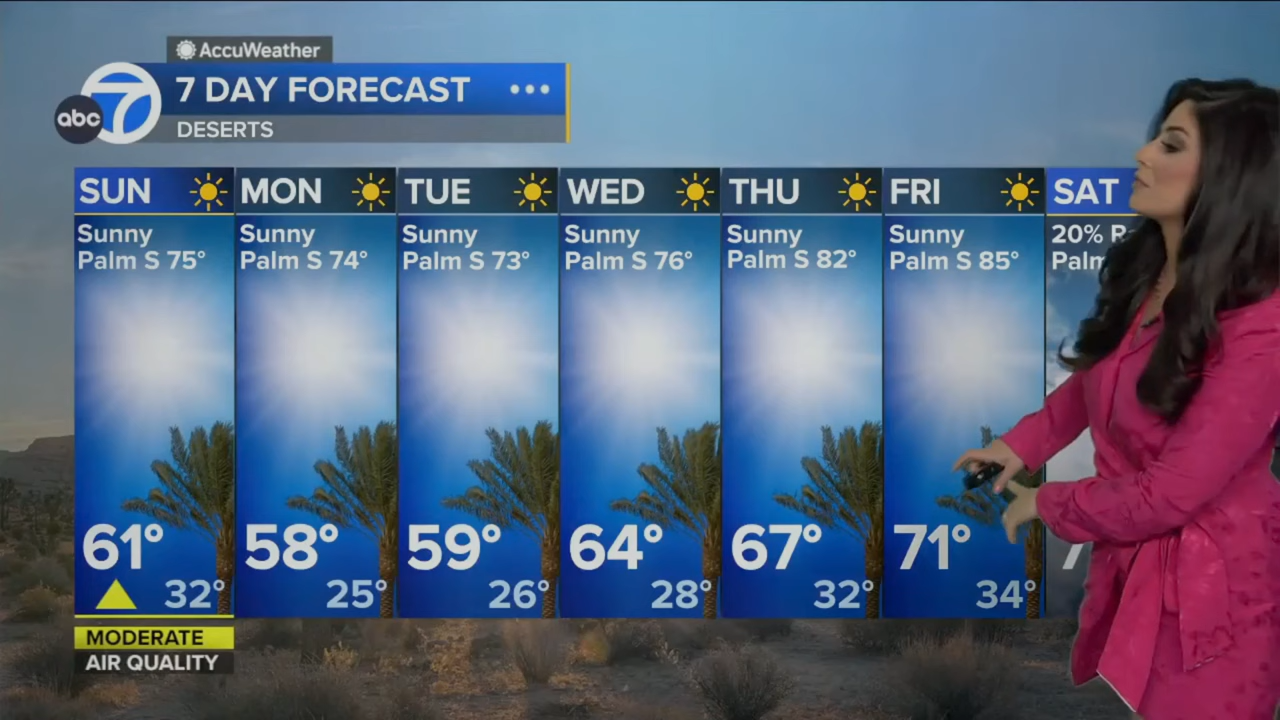 AccuWeather
abc 7
7 DAY FORECAST
DESERTS
SUN MON TUE WED THU FRI SAT
Sunny Sunny Sunny Sunny Sunny Sunny 20%
Palm S 75° Palm S 74° Palm S 73° Palm S 76° Palm S 82° Palm S 85° Palm
61° 58° 59° 64° 67° 71°
32° 25° 26° 28° 32° 34°
MODERATE
AIR QUALITY